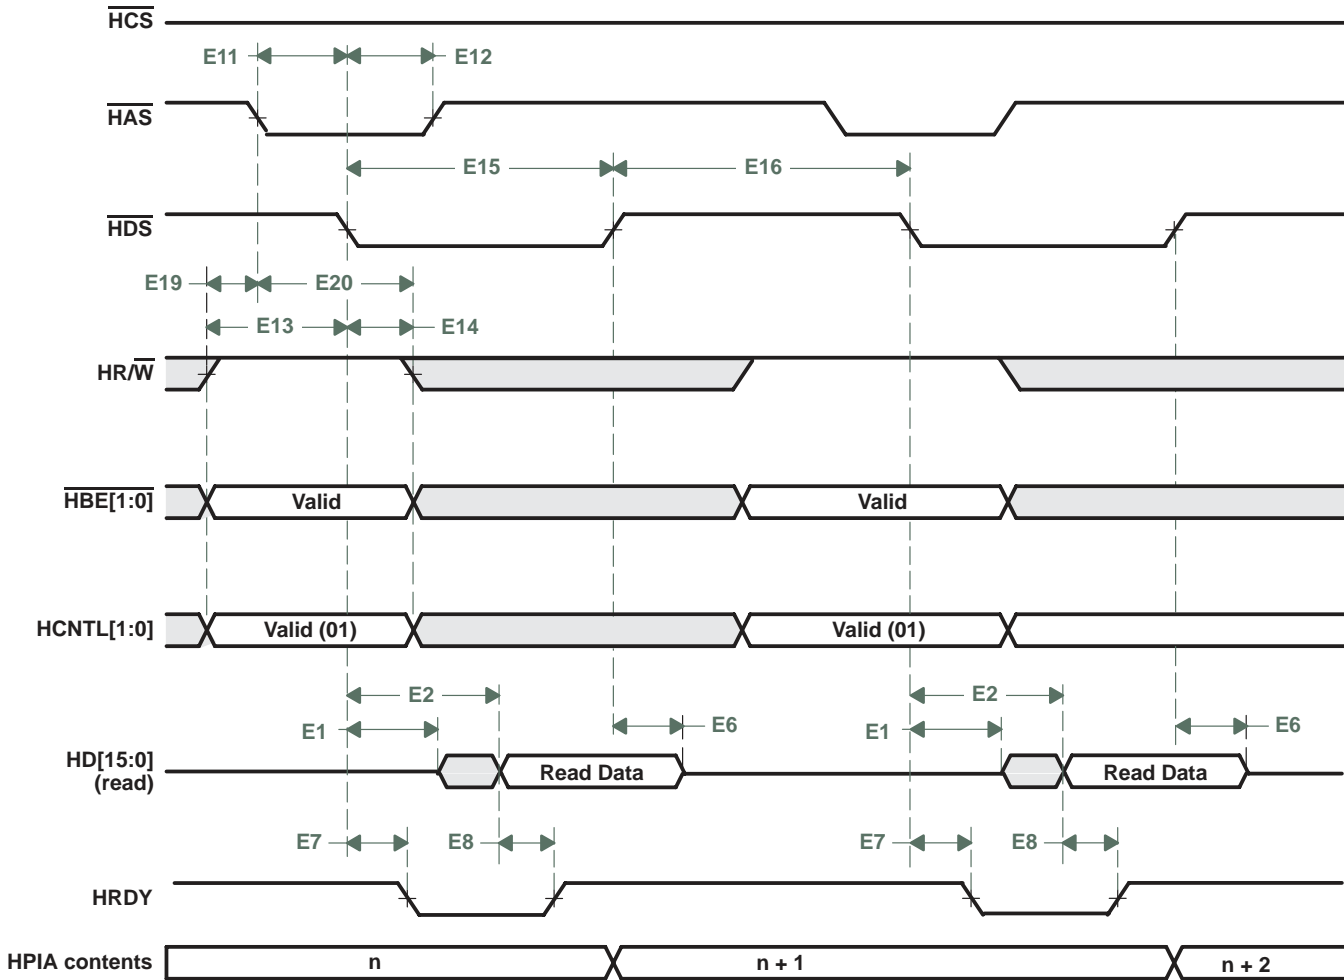 HCS
E11
E12
HAS
E15
E16
HDS
E19
E20
E13
E14
HR/W
HBE[1:0]
Valid
Valid
HCNTL[1:0]
Valid (01)
Valid (01)
E2
E2
E1
E6
E1
E6
HD[15:0]
(read)
Read Data
Read Data
E7
E8
E7
E8
HRDY
HPIA contents
n
n + 1
n + 2